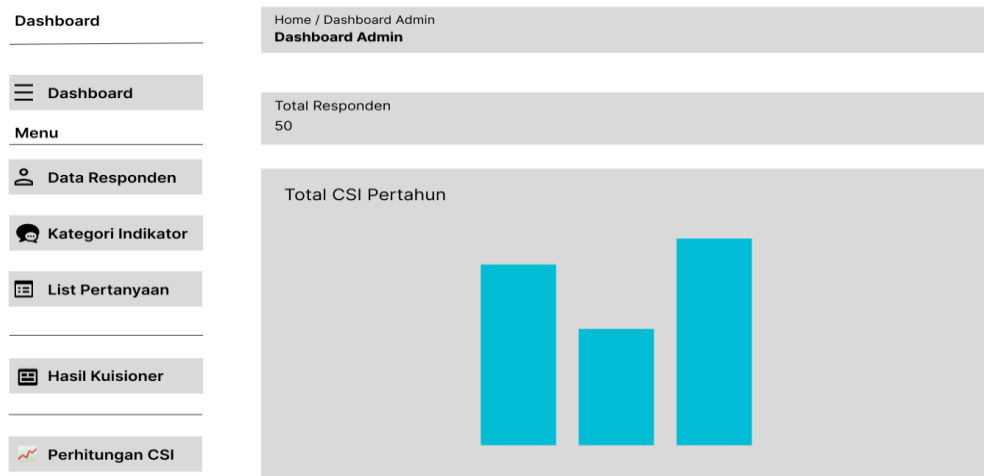 Dashboard
Dashboard
Menu
Data Responden
Kategori Indikator
List Pertanyaan
Hasil Kuisioner
Perhitungan CSI
Home / Dashboard Admin
Dashboard Admin
Total Responden
50
Total CSI Pertahun